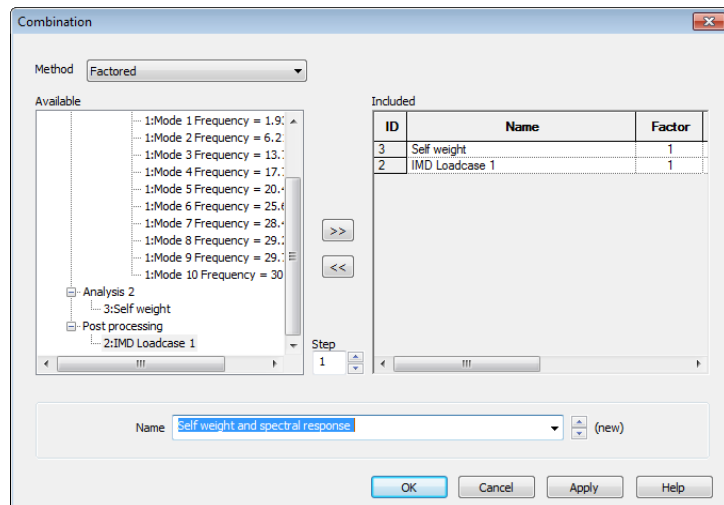 Combination
Method Factored
Available
1:Mode 1 Frequency = 1.9
1:Mode 2 Frequency = 6.2
1:Mode 3 Frequency = 13.
1:Mode 4 Frequency = 17.
1:Mode 5 Frequency = 20.
1:Mode 6 Frequency = 25.
1:Mode 7 Frequency = 28.
1:Mode 8 Frequency = 29.
1:Mode 9 Frequency = 29.
1:Mode 10 Frequency = 30
Analysis 2
3:Self weight
Post processing
2:IMD Loadcase 1
>>
<<
Step
1
Included
ID Name Factor
3 Self weight 1
2 IMD Loadcase 1 1
Name Self weight and spectral response (new)
OK Cancel Apply Help